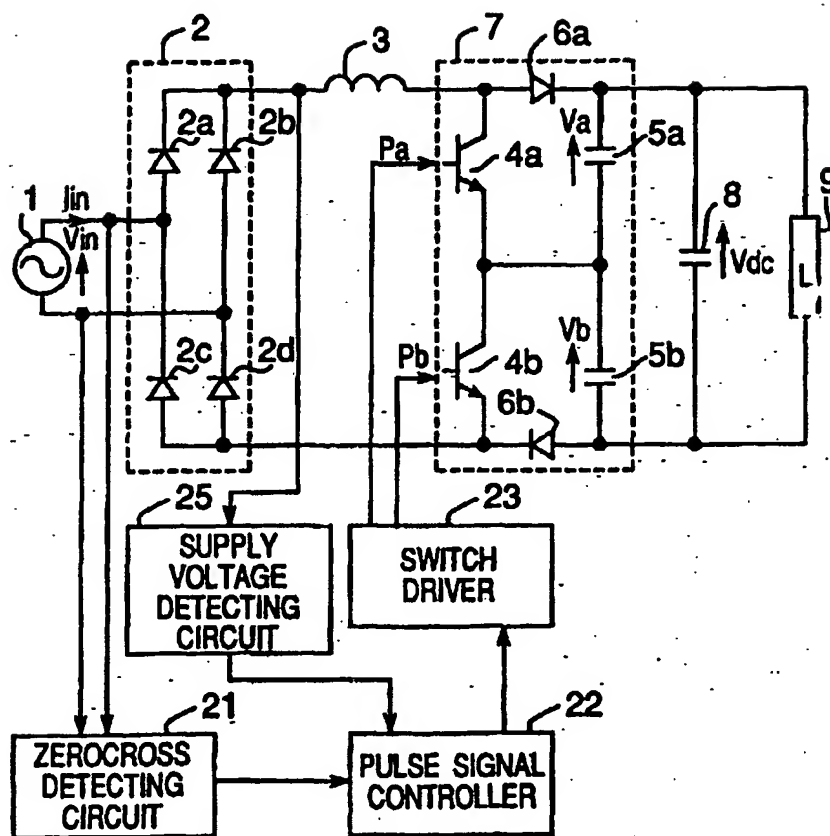 2
3
7
6a
2a
2b
Va
5a
Pa
4a
9
1
Iin
8
Vin
Vdc
L
Vb
2c
2d
Pb
4b
5b
6b
25
23
SUPPLY
VOLTAGE
DETECTING
CIRCUIT
SWITCH
DRIVER
21
22
ZEROCROSS
DETECTING
CIRCUIT
PULSE SIGNAL
CONTROLLER